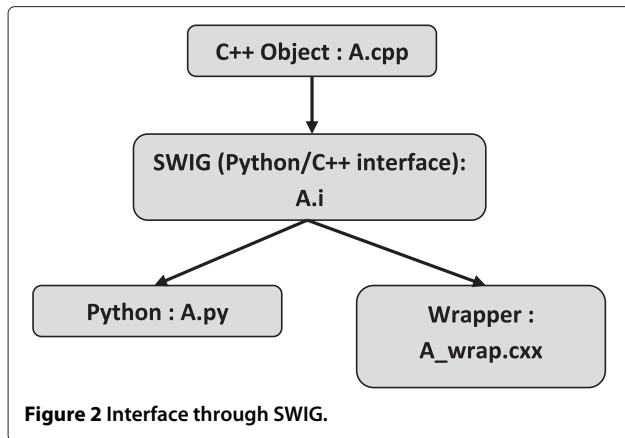 C++ Object : A.cpp
SWIG (Python/C++ interface):
A.i
Python : A.py
Wrapper :
A_wrap.cxx
Figure 2 Interface through SWIG.